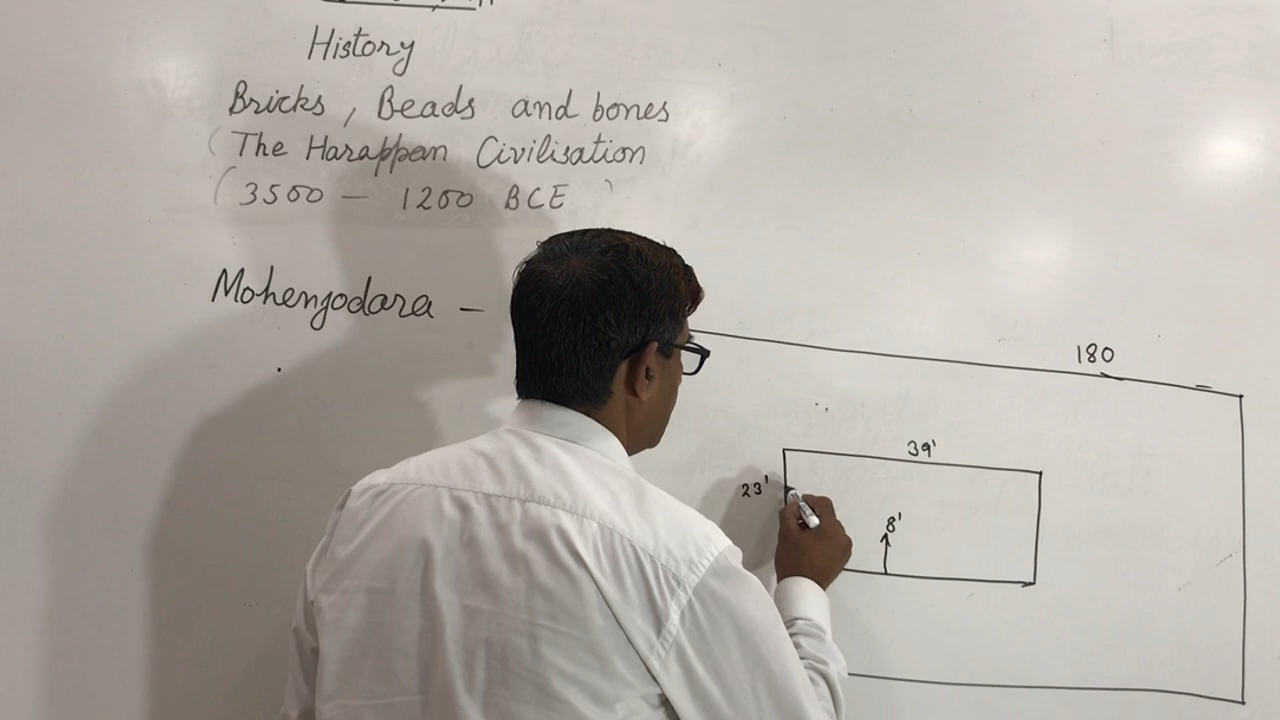 History
Bricks, Beads and bones
(The Harappan Civilisation
(3500 — 1200 BCE)
Mohenjodara —
180
39'
23'
8'